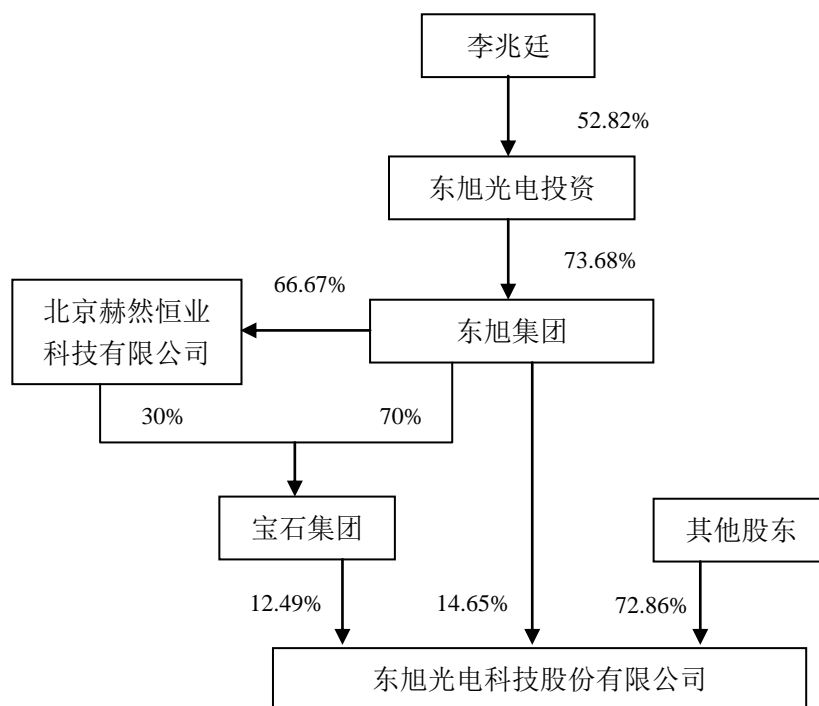 李兆廷
52.82%
东旭光电投资
73.68%
66.67%
北京赫然恒业
科技有限公司
东旭集团
30%
70%
宝石集团
其他股东
12.49%
14.65%
72.86%
东旭光电科技股份有限公司